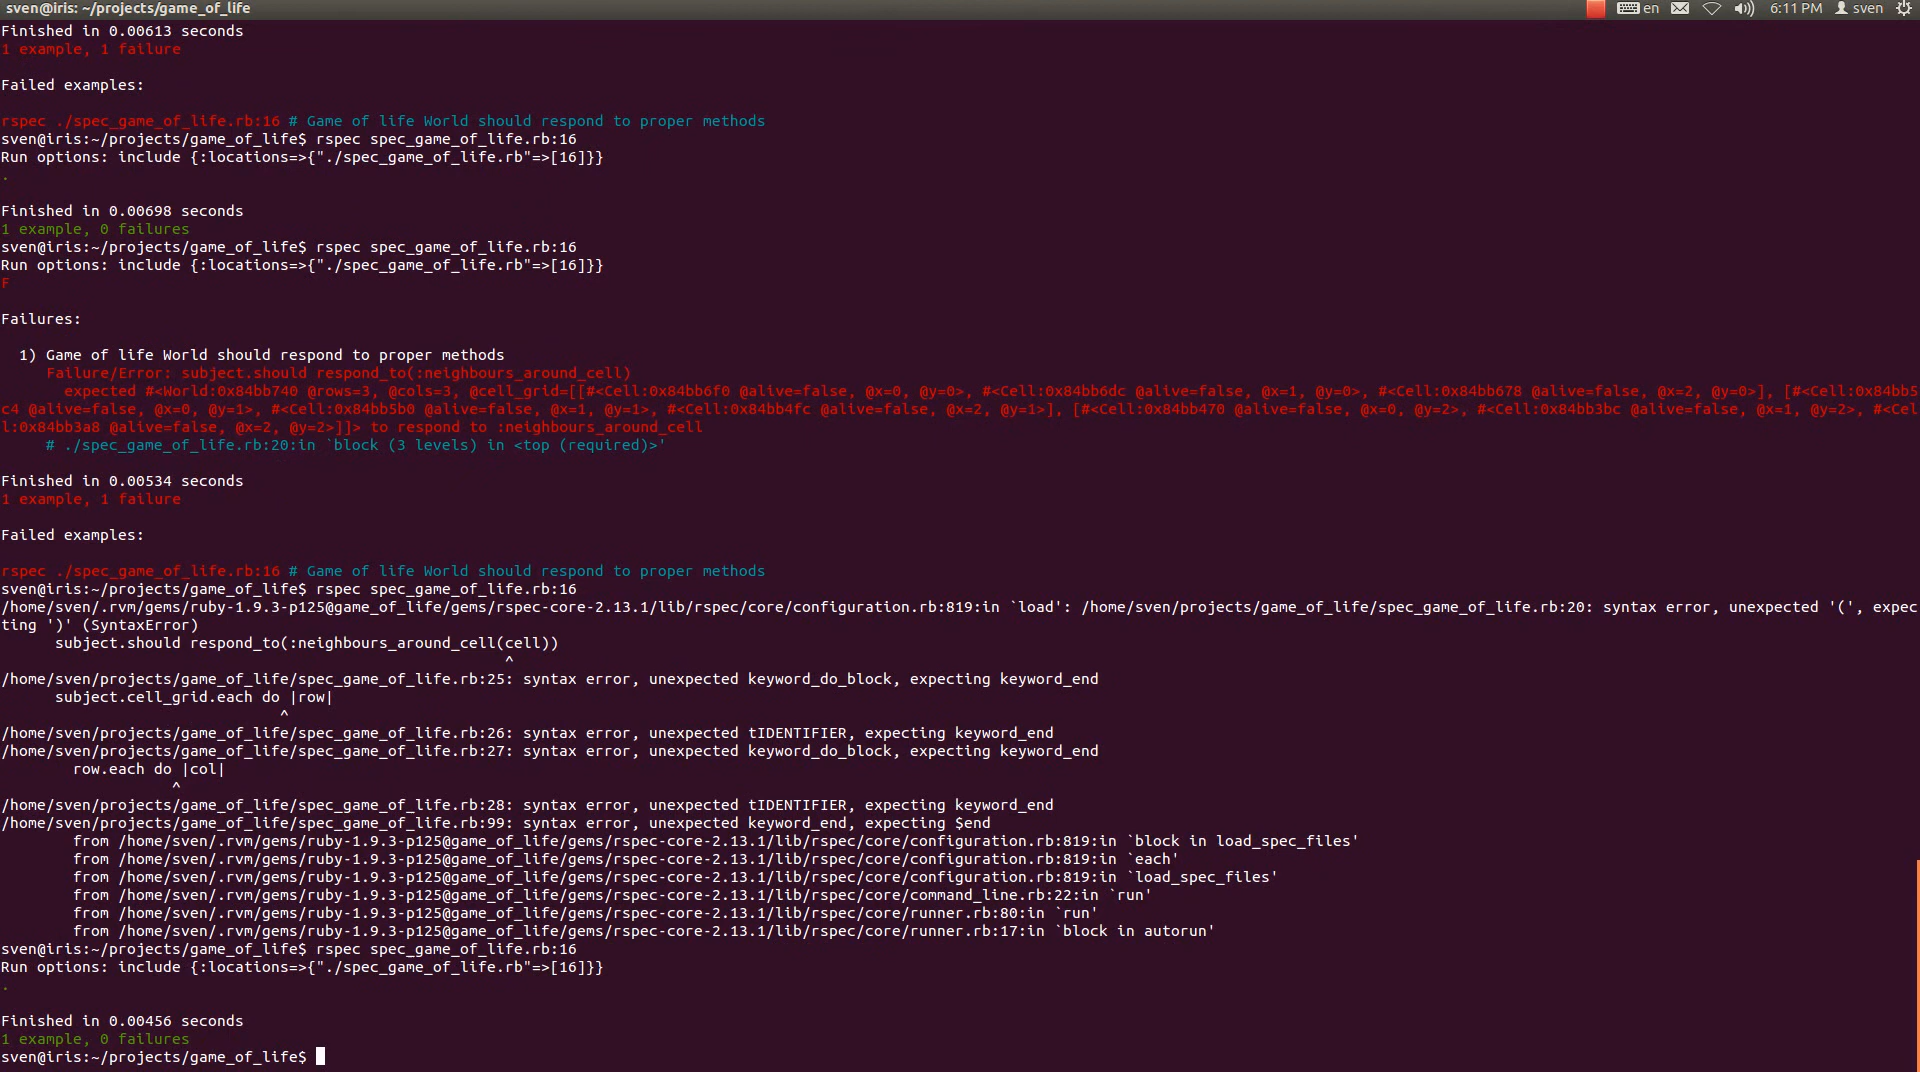 sven@iris: ~/projects/game_of_life en 6:11 PM sven
Finished in 0.00613 seconds
1 example, 1 failure
Failed examples:
rspec ./spec_game_of_life.rb:16 # Game of life World should respond to proper methods
sven@iris:~/projects/game_of_life$ rspec spec_game_of_life.rb:16
Run options: include {:locations=>{"./spec_game_of_life.rb"=>[16]}}
.
Finished in 0.00698 seconds
1 example, 0 failures
sven@iris:~/projects/game_of_life$ rspec spec_game_of_life.rb:16
Run options: include {:locations=>{"./spec_game_of_life.rb"=>[16]}}
F
Failures:
1) Game of life World should respond to proper methods
Failure/Error: subject.should respond_to(:neighbours_around_cell)
expected #<World:0x84bb740 @rows=3, @cols=3, @cell_grid=[[#<Cell:0x84bb6f0 @alive=false, @x=0, @y=0>, #<Cell:0x84bb6dc @alive=false, @x=1, @y=0>, #<Cell:0x84bb678 @alive=false, @x=2, @y=0>], [#<Cell:0x84bb5
c4 @alive=false, @x=0, @y=1>, #<Cell:0x84bb5b0 @alive=false, @x=1, @y=1>, #<Cell:0x84bb4fc @alive=false, @x=2, @y=1>], [#<Cell:0x84bb470 @alive=false, @x=0, @y=2>, #<Cell:0x84bb3bc @alive=false, @x=1, @y=2>, #<Cel
l:0x84bb3a8 @alive=false, @x=2, @y=2>]]> to respond to :neighbours_around_cell
# ./spec_game_of_life.rb:20:in `block (3 levels) in <top (required)>'
Finished in 0.00534 seconds
1 example, 1 failure
Failed examples:
rspec ./spec_game_of_life.rb:16 # Game of life World should respond to proper methods
sven@iris:~/projects/game_of_life$ rspec spec_game_of_life.rb:16
/home/sven/.rvm/gems/ruby-1.9.3-p125@game_of_life/gems/rspec-core-2.13.1/lib/rspec/core/configuration.rb:819:in `load': /home/sven/projects/game_of_life/spec_game_of_life.rb:20: syntax error, unexpected '(', expec
ting ')' (SyntaxError)
subject.should respond_to(:neighbours_around_cell(cell))
^
/home/sven/projects/game_of_life/spec_game_of_life.rb:25: syntax error, unexpected keyword_do_block, expecting keyword_end
subject.cell_grid.each do |row|
^
/home/sven/projects/game_of_life/spec_game_of_life.rb:26: syntax error, unexpected tIDENTIFIER, expecting keyword_end
/home/sven/projects/game_of_life/spec_game_of_life.rb:27: syntax error, unexpected keyword_do_block, expecting keyword_end
row.each do |col|
^
/home/sven/projects/game_of_life/spec_game_of_life.rb:28: syntax error, unexpected tIDENTIFIER, expecting keyword_end
/home/sven/projects/game_of_life/spec_game_of_life.rb:99: syntax error, unexpected keyword_end, expecting $end
from /home/sven/.rvm/gems/ruby-1.9.3-p125@game_of_life/gems/rspec-core-2.13.1/lib/rspec/core/configuration.rb:819:in `block in load_spec_files'
from /home/sven/.rvm/gems/ruby-1.9.3-p125@game_of_life/gems/rspec-core-2.13.1/lib/rspec/core/configuration.rb:819:in `each'
from /home/sven/.rvm/gems/ruby-1.9.3-p125@game_of_life/gems/rspec-core-2.13.1/lib/rspec/core/configuration.rb:819:in `load_spec_files'
from /home/sven/.rvm/gems/ruby-1.9.3-p125@game_of_life/gems/rspec-core-2.13.1/lib/rspec/core/command_line.rb:22:in `run'
from /home/sven/.rvm/gems/ruby-1.9.3-p125@game_of_life/gems/rspec-core-2.13.1/lib/rspec/core/runner.rb:80:in `run'
from /home/sven/.rvm/gems/ruby-1.9.3-p125@game_of_life/gems/rspec-core-2.13.1/lib/rspec/core/runner.rb:17:in `block in autorun'
sven@iris:~/projects/game_of_life$ rspec spec_game_of_life.rb:16
Run options: include {:locations=>{"./spec_game_of_life.rb"=>[16]}}
.
Finished in 0.00456 seconds
1 example, 0 failures
sven@iris:~/projects/game_of_life$